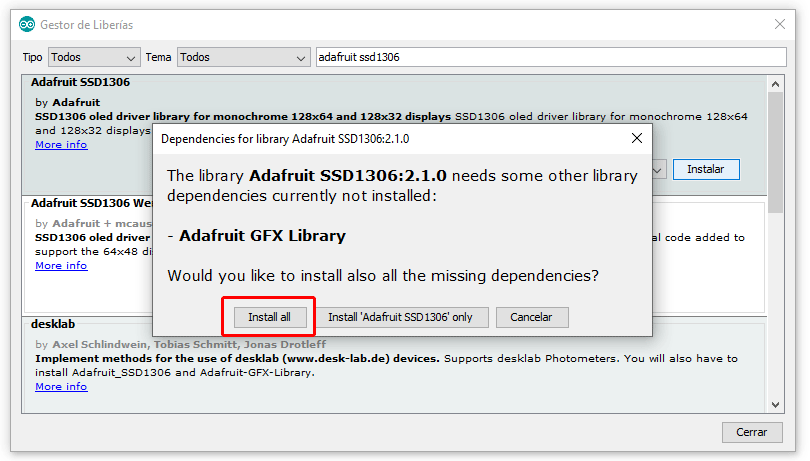 Gestor de Liberías
Tipo Todos Tema Todos adafruit ssd1306
Adafruit SSD1306
by Adafruit
SSD1306 oled driver library for monochrome 128x64 and 128x32 displays SSD1306 oled driver library for monochrome 128x64
and 128x32 displays
More info
Instalar
Dependencies for library Adafruit SSD1306:2.1.0
The library Adafruit SSD1306:2.1.0 needs some other library
dependencies currently not installed:
- Adafruit GFX Library
Would you like to install also all the missing dependencies?
Install all Install 'Adafruit SSD1306' only Cancelar
Adafruit SSD1306
by Adafruit +
SSD1306 oled driver code added to
support the 64x48
More info
desklab
by Axel Schlindwein, Tobias Schmitt, Jonas Drotleff
Implement methods for the use of desklab (www.desk-lab.de) devices. Supports desklab Photometers. You will also have to
install Adafruit_SSD1306 and Adafruit-GFX-Library.
More info
Cerrar